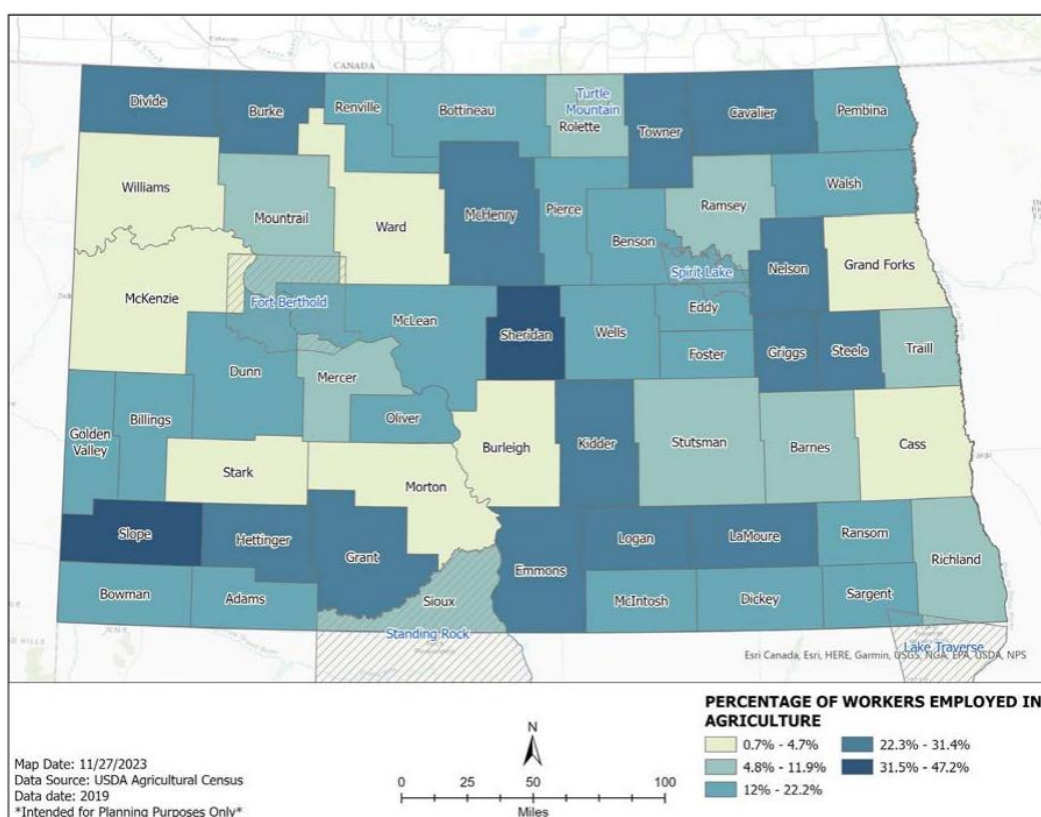 CANADA
Divide
Burke
Renville
Bottineau
Turtle
Mountain
Rolette
Towner
Cavalier
Pembina
Williams
Mountrail
Ward
McHenry
Pierce
Benson
Ramsey
Walsh
Spirit Lake
Nelson
Grand Forks
McKenzie
Fort Berthold
McLean
Sheridan
Wells
Eddy
Foster
Griggs
Steele
Traill
Dunn
Mercer
Oliver
Golden
Valley
Billings
Stark
Morton
Burleigh
Kidder
Stutsman
Barnes
Cass
Slope
Hettinger
Grant
Emmons
Logan
LaMoure
Ransom
Richland
Bowman
Adams
Sioux
Standing Rock
McIntosh
Dickey
Sargent
Lake Traverse
Esri Canada, Esri, HERE, Garmin, USGS, NGA, EPA, USDA, NPS
PERCENTAGE OF WORKERS EMPLOYED IN
AGRICULTURE
0.7% - 4.7%
4.8% - 11.9%
12% - 22.2%
22.3% - 31.4%
31.5% - 47.2%
N
0 50 100
Miles
Map Date: 11/27/2023
Data Source: USDA Agricultural Census
Data date: 2019
*Intended for Planning Purposes Only*